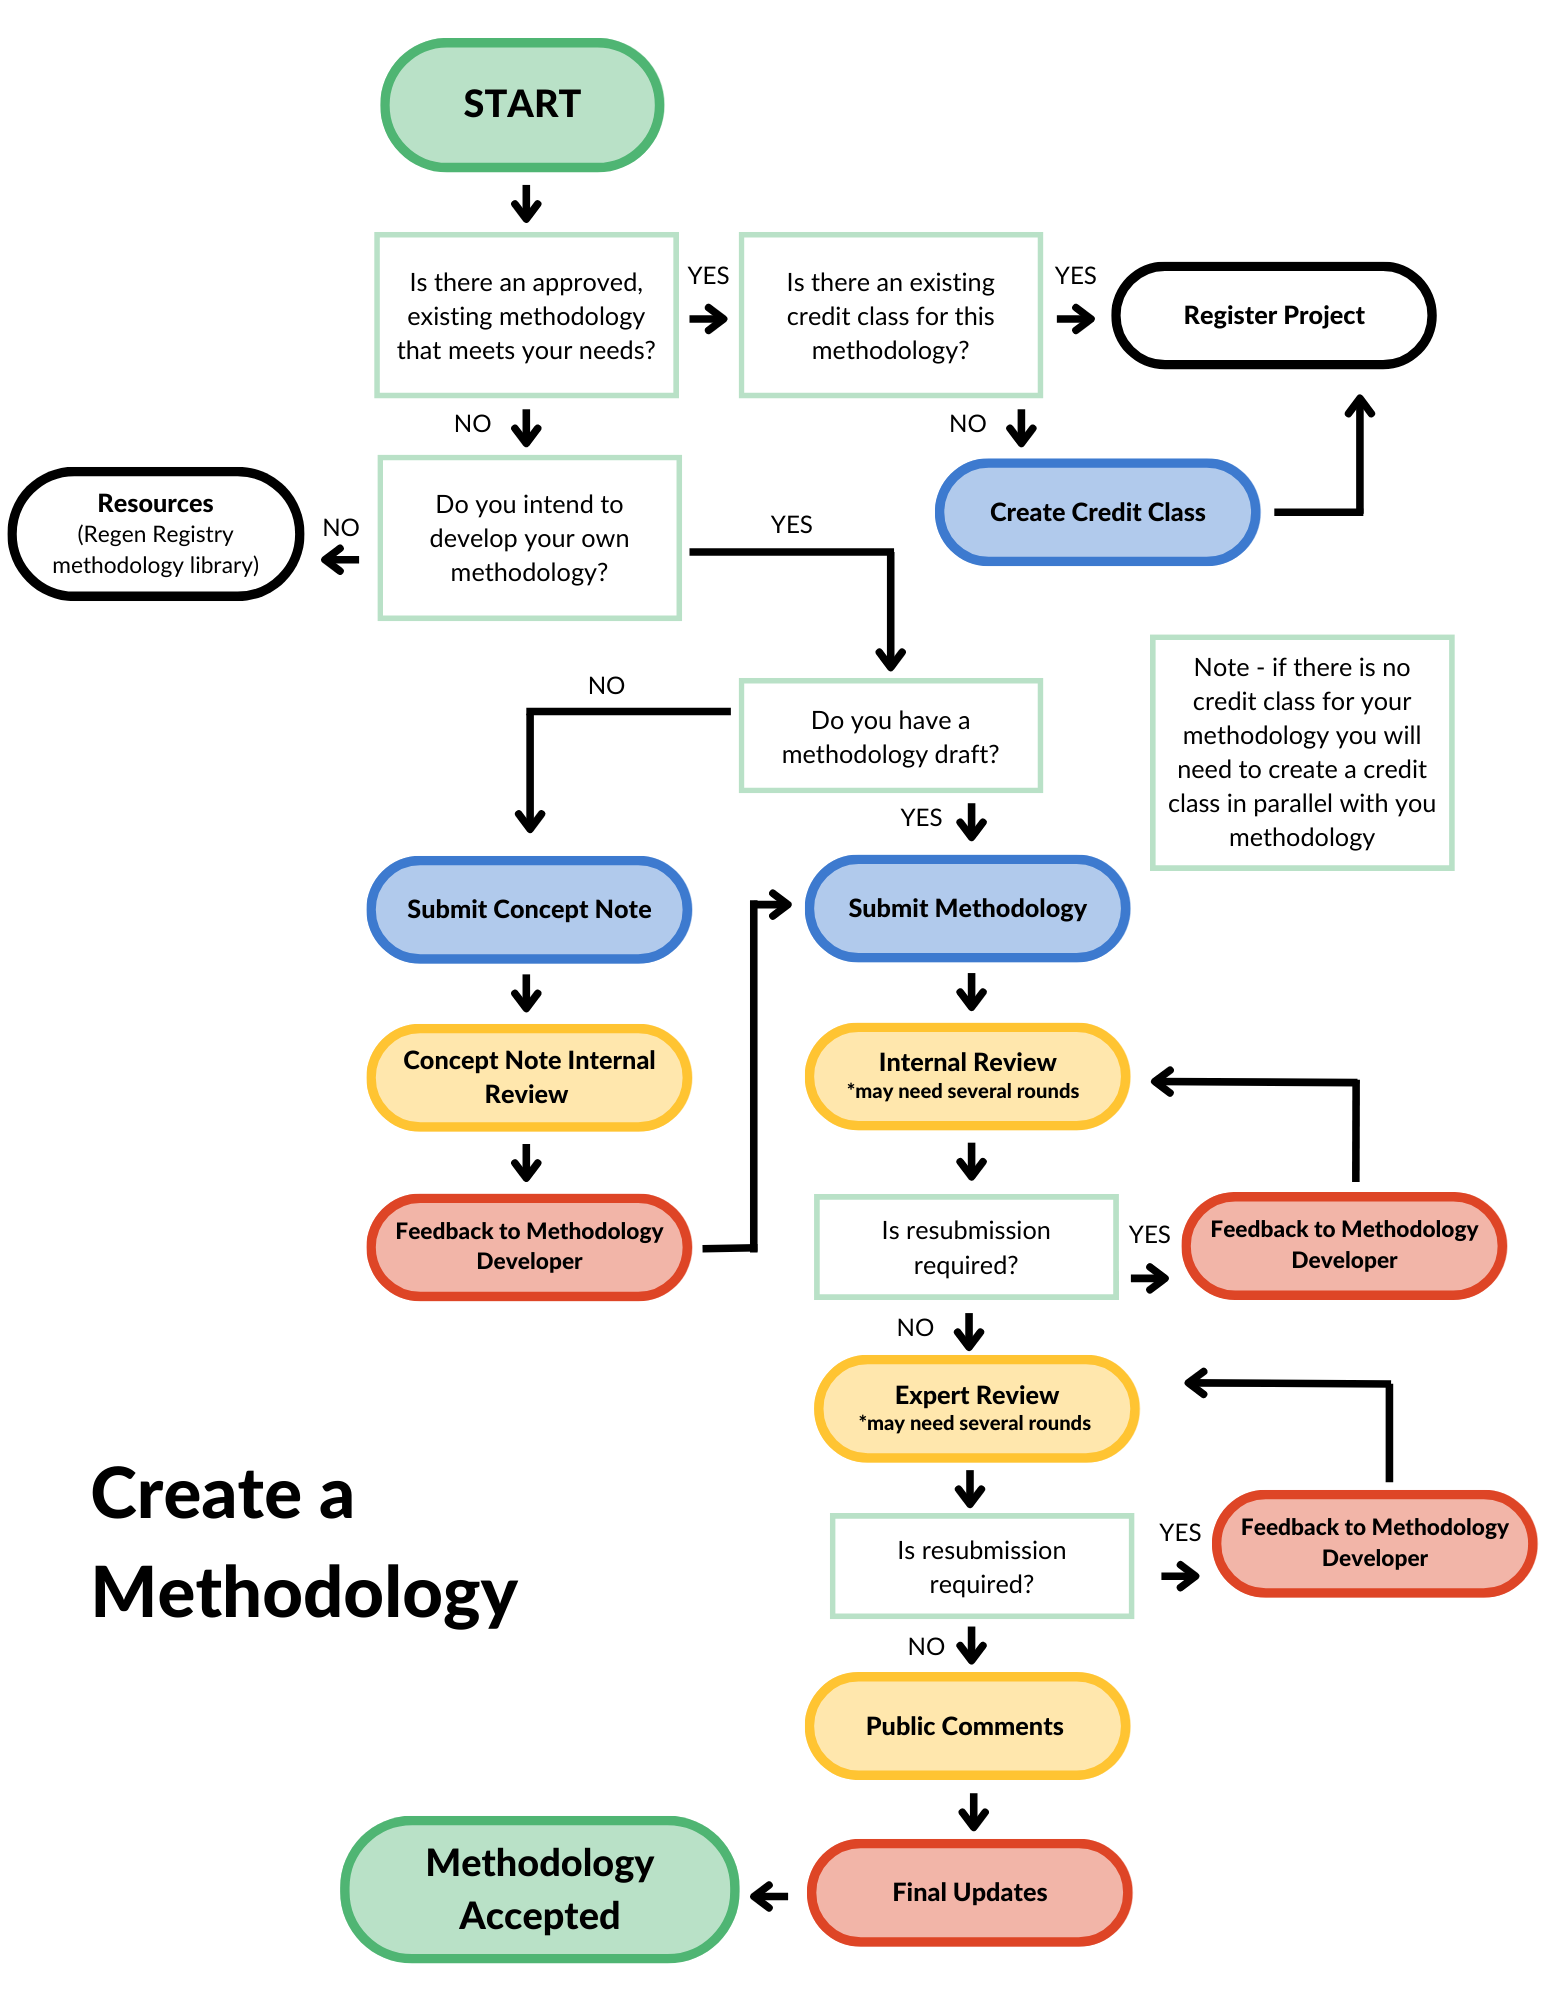 START
Is there an approved,
existing methodology
that meets your needs?
YES
Is there an existing
credit class for this
methodology?
YES
Register Project
NO
NO
Resources
(Regen Registry
methodology library)
NO
Do you intend to
develop your own
methodology?
YES
Create Credit Class
Note - if there is no
credit class for your
methodology you will
need to create a credit
class in parallel with you
methodology
NO
Do you have a
methodology draft?
YES
Submit Concept Note
Submit Methodology
Concept Note Internal
Review
Internal Review
*may need several rounds
Feedback to Methodology
Developer
Is resubmission
required?
YES
Feedback to Methodology
Developer
NO
Expert Review
*may need several rounds
Is resubmission
required?
YES
Feedback to Methodology
Developer
Create a
Methodology
NO
Public Comments
Final Updates
Methodology
Accepted